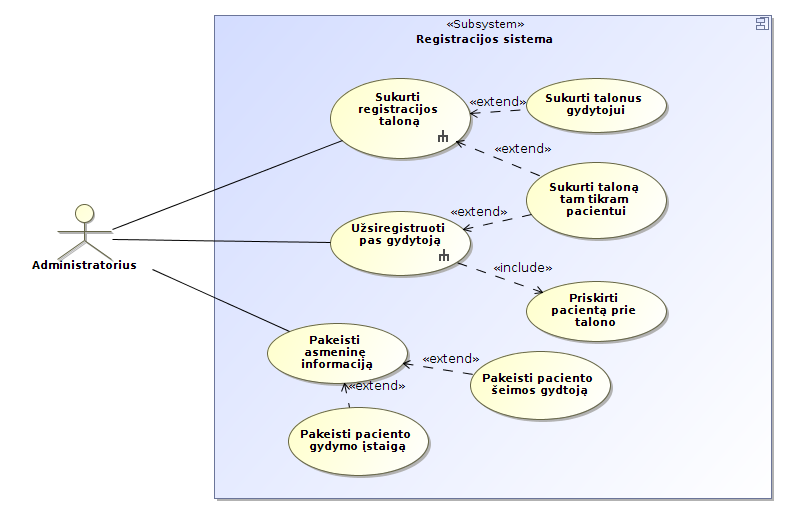 «Subsystem»
Registracijos sistema
Sukurti
registracijos
taloną
«extend»
Sukurti talonus
gydytojui
«extend»
Sukurti taloną
tam tikram
pacientui
«extend»
Užsiregistruoti
pas gydytoją
«include»
Administratorius
Priskirti
pacientą prie
talono
Pakeisti
asmeninę
informaciją
«extend»
Pakeisti paciento
šeimos gydtoją
«extend»
Pakeisti paciento
gydymo įstaigą